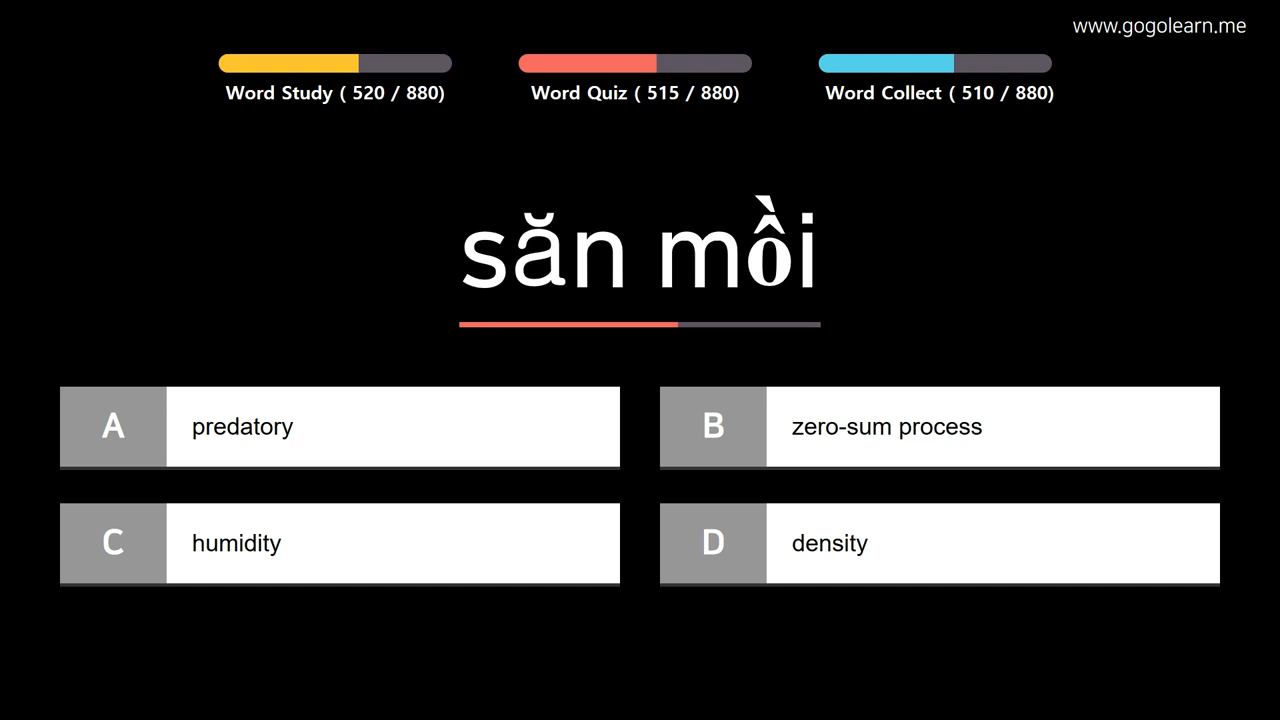 www.gogolearn.me
Word Study ( 520 / 880)
Word Quiz ( 515 / 880)
Word Collect ( 510 / 880)
săn mồi
A predatory
B zero-sum process
C humidity
D density